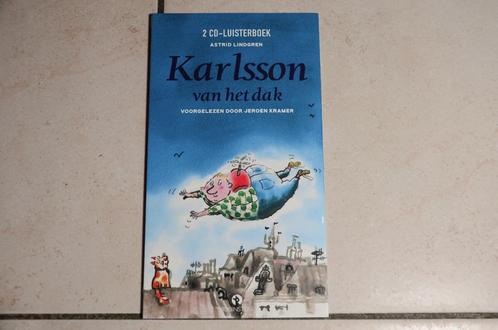 2 CD-LUISTERBOEK
ASTRID LINDGREN
Karlsson
van het dak
VOORGELEZEN DOOR JEROEN KRAMER